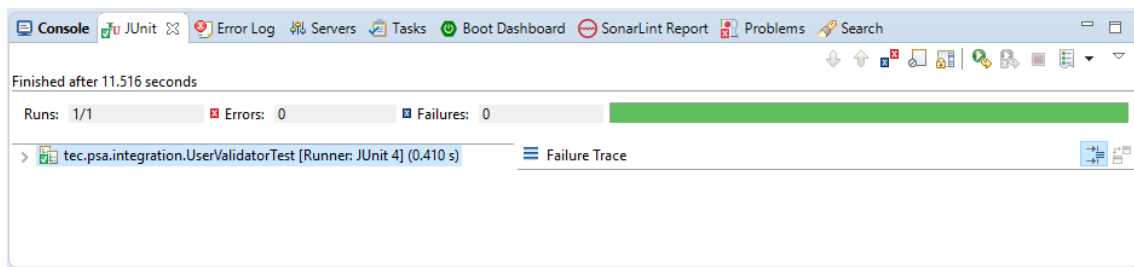 Console JUnit Error Log Servers Tasks Boot Dashboard SonarLint Report Problems Search
Finished after 11.516 seconds
Runs: 1/1 Errors: 0 Failures: 0
tec.psa.integration.UserValidatorTest [Runner: JUnit 4] (0.410 s)
Failure Trace